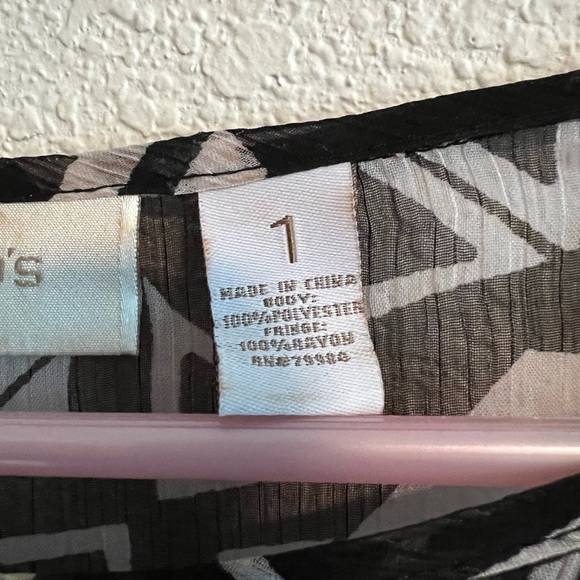 's
1
MADE IN CHINA
BODY:
100%POLYESTER
FRINGE:
100%RAYON
RN#79984